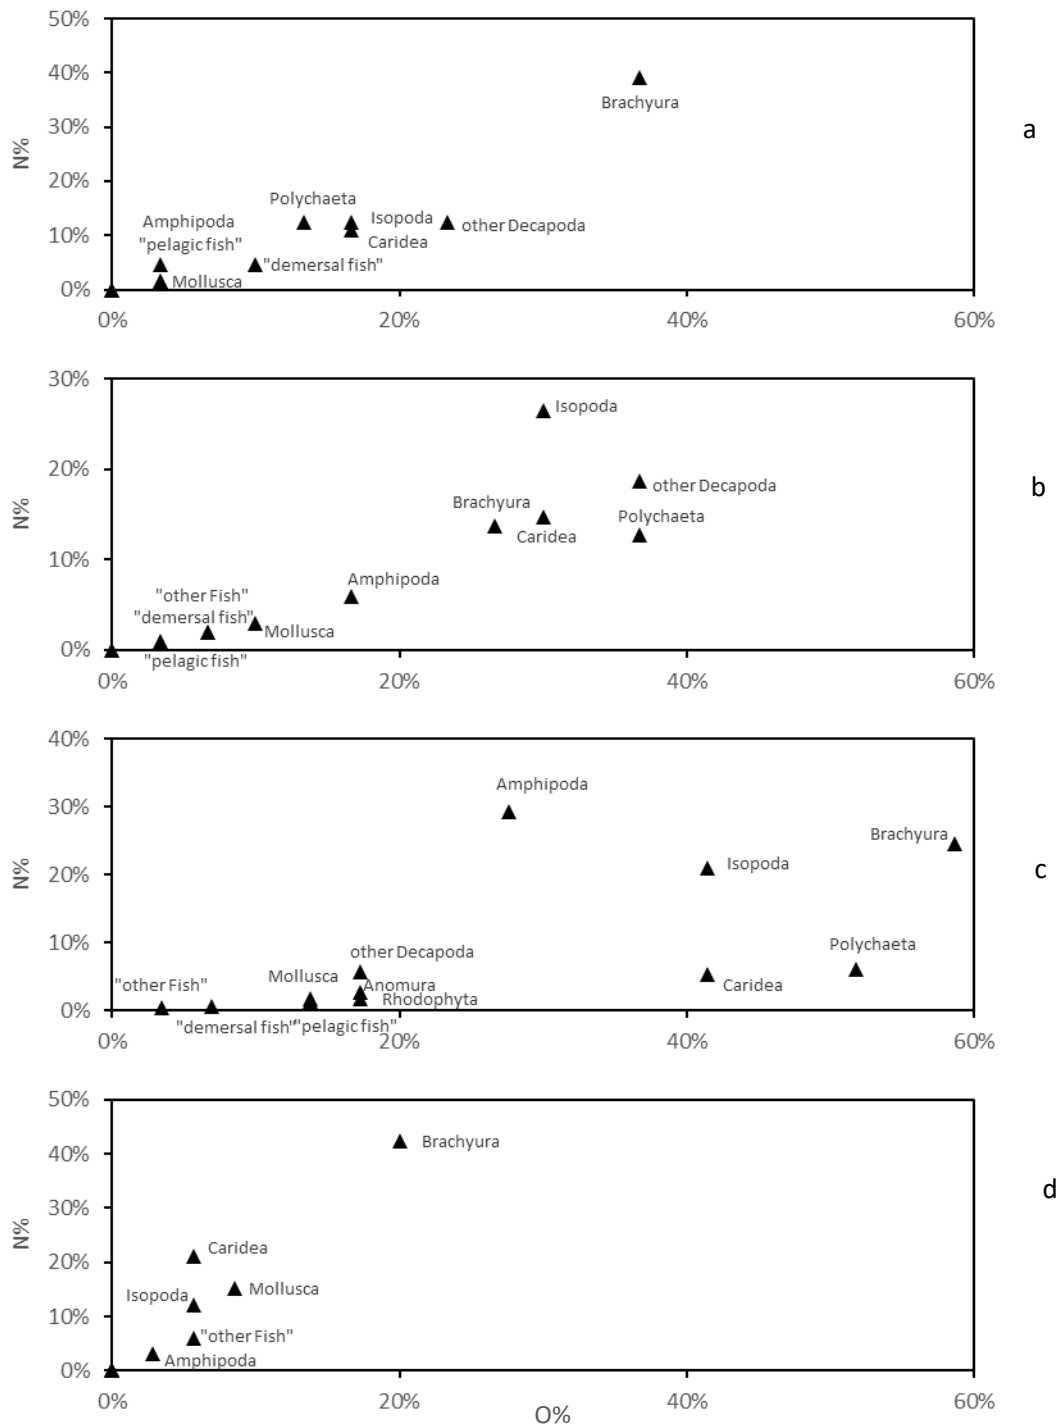 50%
40%
Brachyura
a
30%
N%
20%
Polychaeta
Amphipoda
Isopoda
other Decapoda
"pelagic fish"
Caridea
10%
"demersal fish"
Mollusca
0%
0%
20%
40%
60%
30%
Isopoda
20%
other Decapoda
b
N%
Brachyura
Polychaeta
Caridea
10%
Amphipoda
"other Fish"
"demersal fish"
Mollusca
0%
"pelagic fish"
0%
20%
40%
60%
40%
Amphipoda
30%
Brachyura
Isopoda
c
N%
20%
Polychaeta
other Decapoda
10%
Mollusca
"other Fish"
Anomura
Caridea
Rhodophyta
0%
"demersal fish"
"pelagic fish"
0%
20%
40%
60%
50%
Brachyura
40%
d
30%
N%
Caridea
20%
Mollusca
Isopoda
10%
"other Fish"
Amphipoda
0%
0%
20%
40%
60%
O%